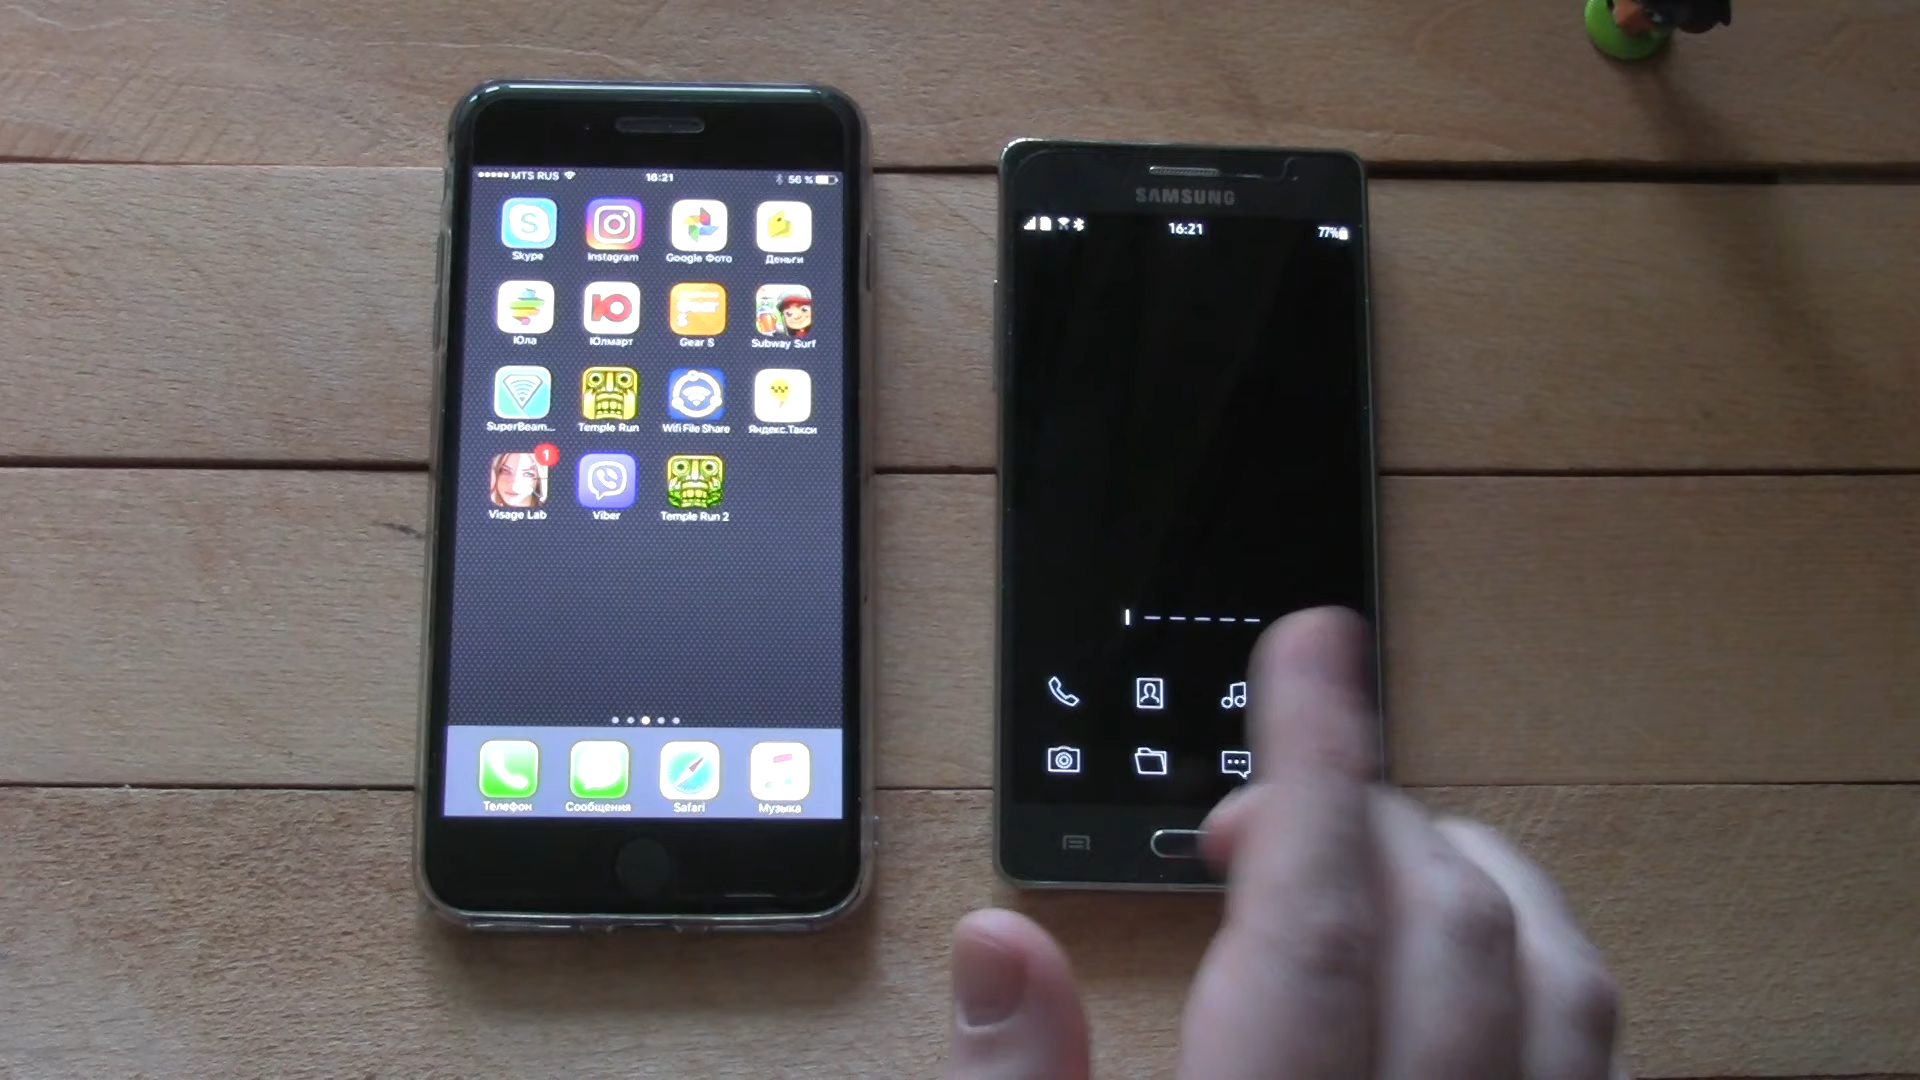 MTS RUS 16:21 56 %
Skype Instagram Google Фото Деньги
Юла Юлмарт Gear S Subway Surf
SuperBeam... Temple Run Wifi File Share Яндекс.Такси
1
Visage Lab Viber Temple Run 2
Телефон Сообщения Safari Музыка
SAMSUNG
16:21 77%